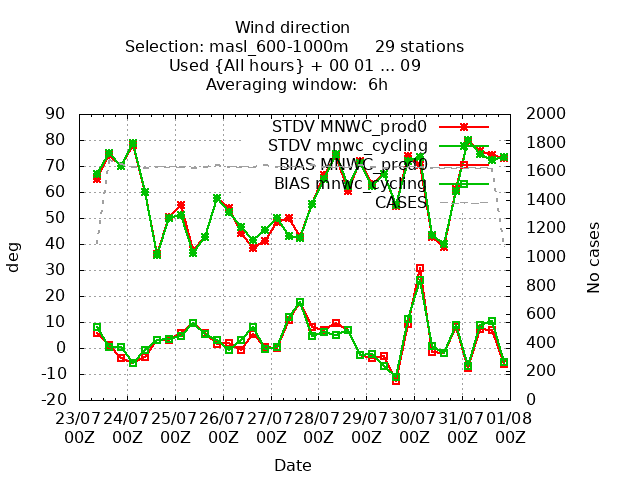 Wind direction
Selection: masl_600-1000m 29 stations
Used {All hours} + 00 01 ... 09
Averaging window: 6h
90
80
70
60
50
40
30
20
10
0
-10
-20
deg
2000
1800
1600
1400
1200
1000
800
600
400
200
0
No cases
STDV MNWC_prod0
STDV mnwc_cycling
BIAS MNWC_prod0
BIAS mnwc_cycling
CASES
23/07 24/07 25/07 26/07 27/07 28/07 29/07 30/07 31/07 01/08
00Z 00Z 00Z 00Z 00Z 00Z 00Z 00Z 00Z 00Z
Date